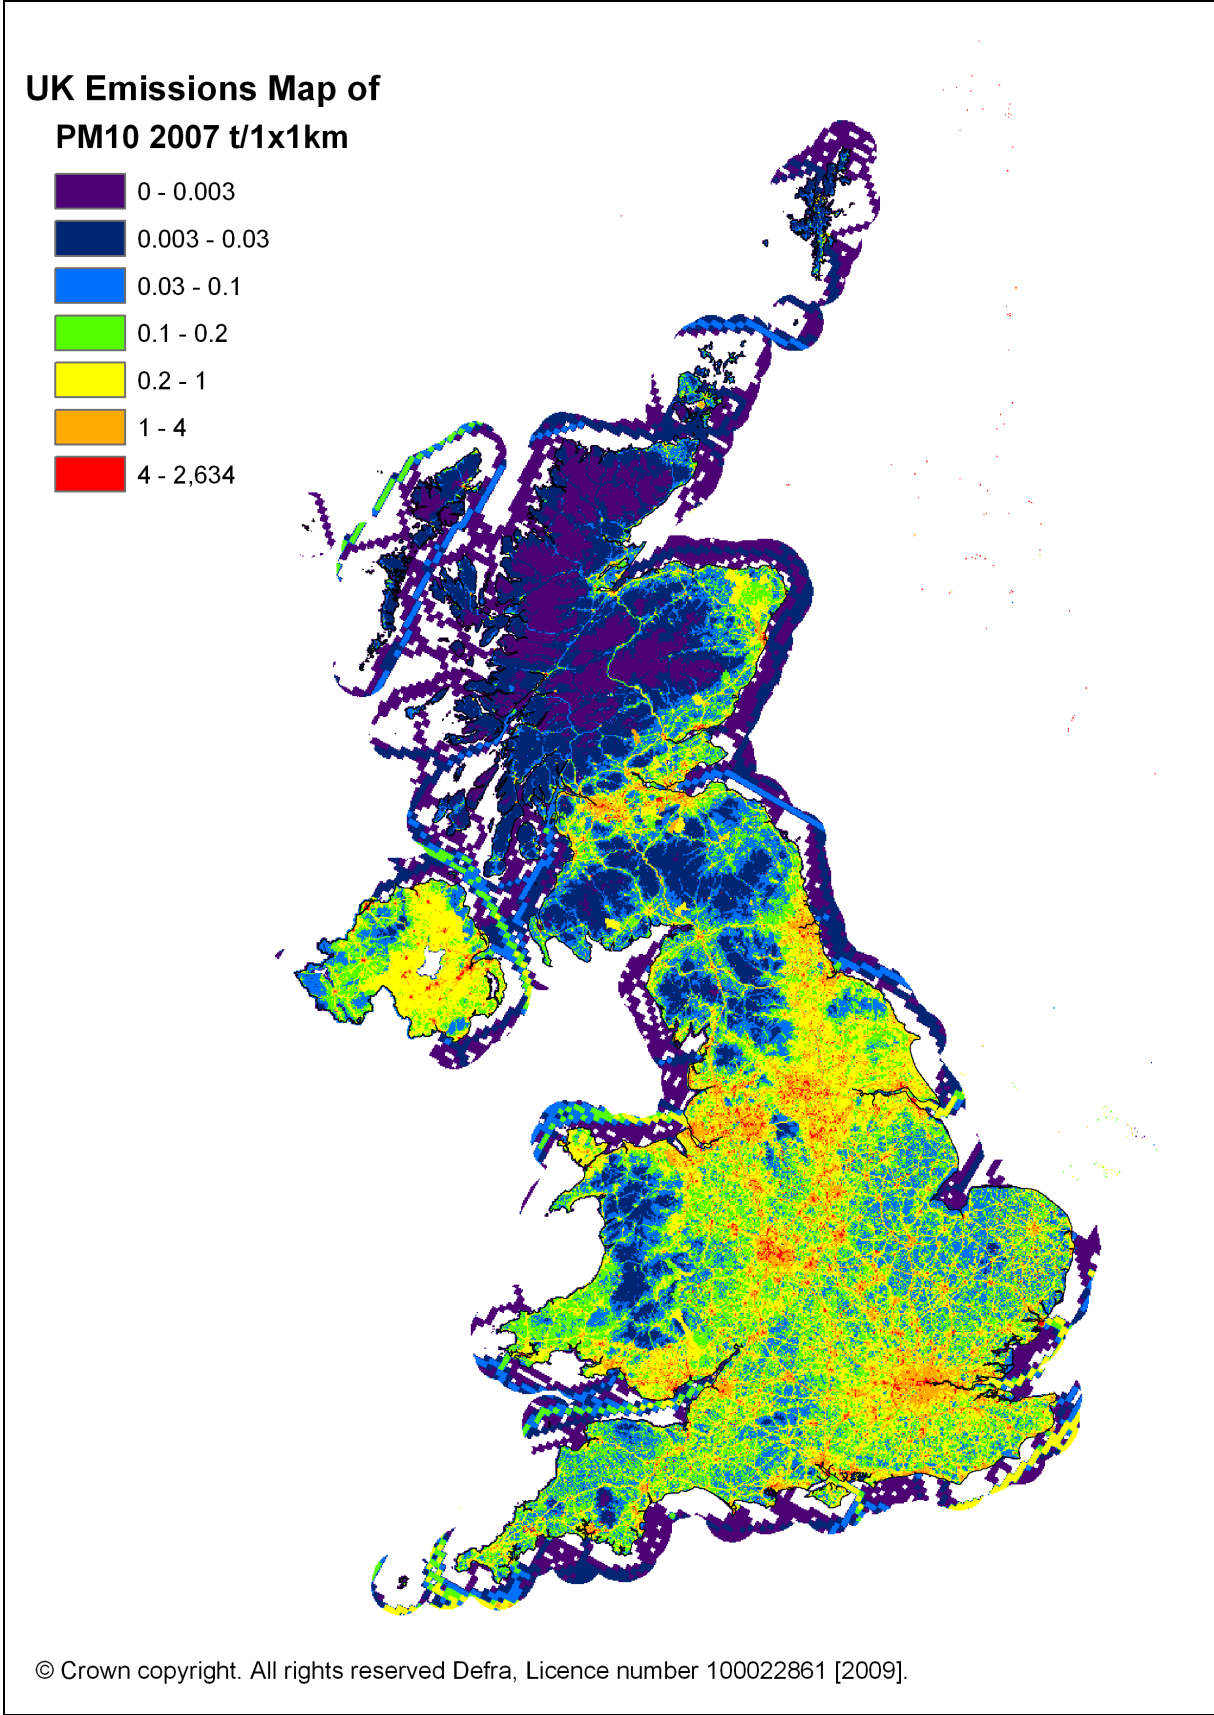 UK Emissions Map of
PM10 2007 t/1x1km
0 - 0.003
0.003 - 0.03
0.03 - 0.1
0.1 - 0.2
0.2 - 1
1 - 4
4 - 2,634
© Crown copyright. All rights reserved Defra, Licence number 100022861 [2009].